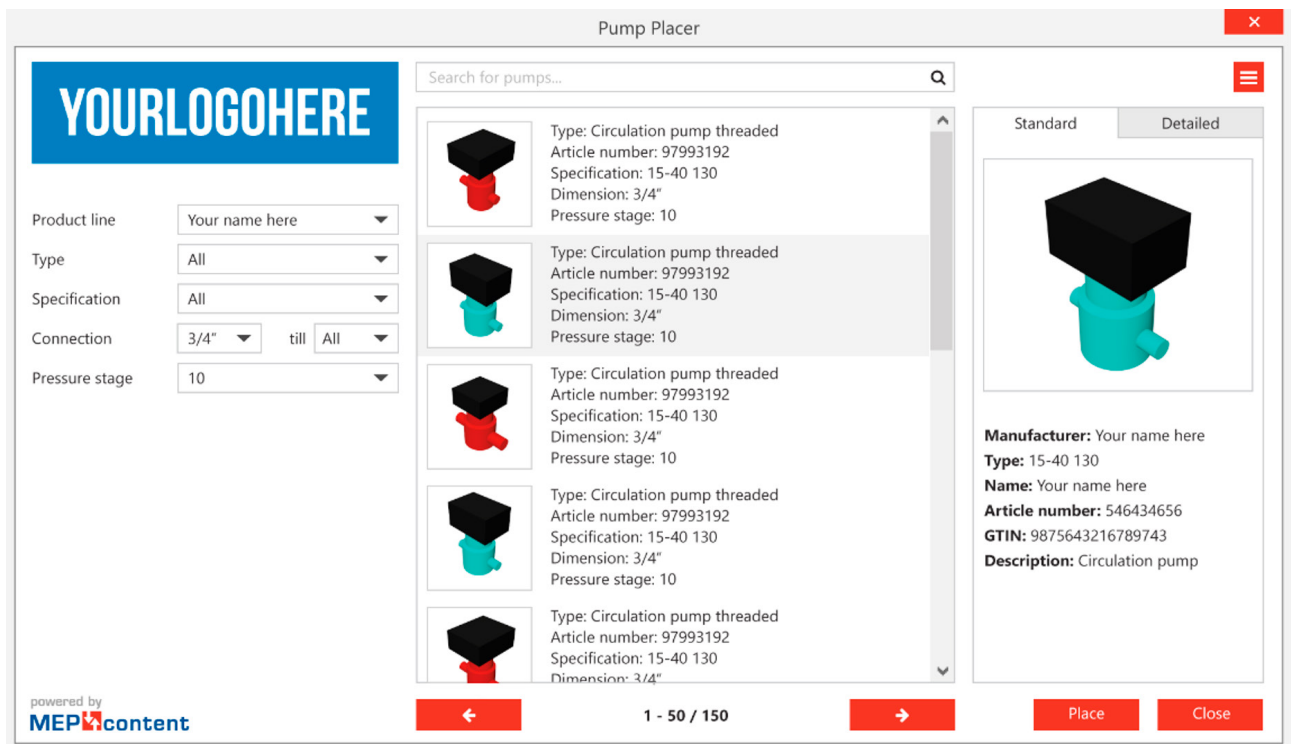 Pump Placer
YOURLOGOHERE
Product line Your name here
Type All
Specification All
Connection 3/4" till All
Pressure stage 10
powered by
MEPcontent
Search for pumps...
Type: Circulation pump threaded
Article number: 97993192
Specification: 15-40 130
Dimension: 3/4"
Pressure stage: 10
Type: Circulation pump threaded
Article number: 97993192
Specification: 15-40 130
Dimension: 3/4"
Pressure stage: 10
Type: Circulation pump threaded
Article number: 97993192
Specification: 15-40 130
Dimension: 3/4"
Pressure stage: 10
Type: Circulation pump threaded
Article number: 97993192
Specification: 15-40 130
Dimension: 3/4"
Pressure stage: 10
Type: Circulation pump threaded
Article number: 97993192
Specification: 15-40 130
Dimension: 3/4"
1 - 50 / 150
Standard Detailed
Manufacturer: Your name here
Type: 15-40 130
Name: Your name here
Article number: 546434656
GTIN: 9875643216789743
Description: Circulation pump
Place Close